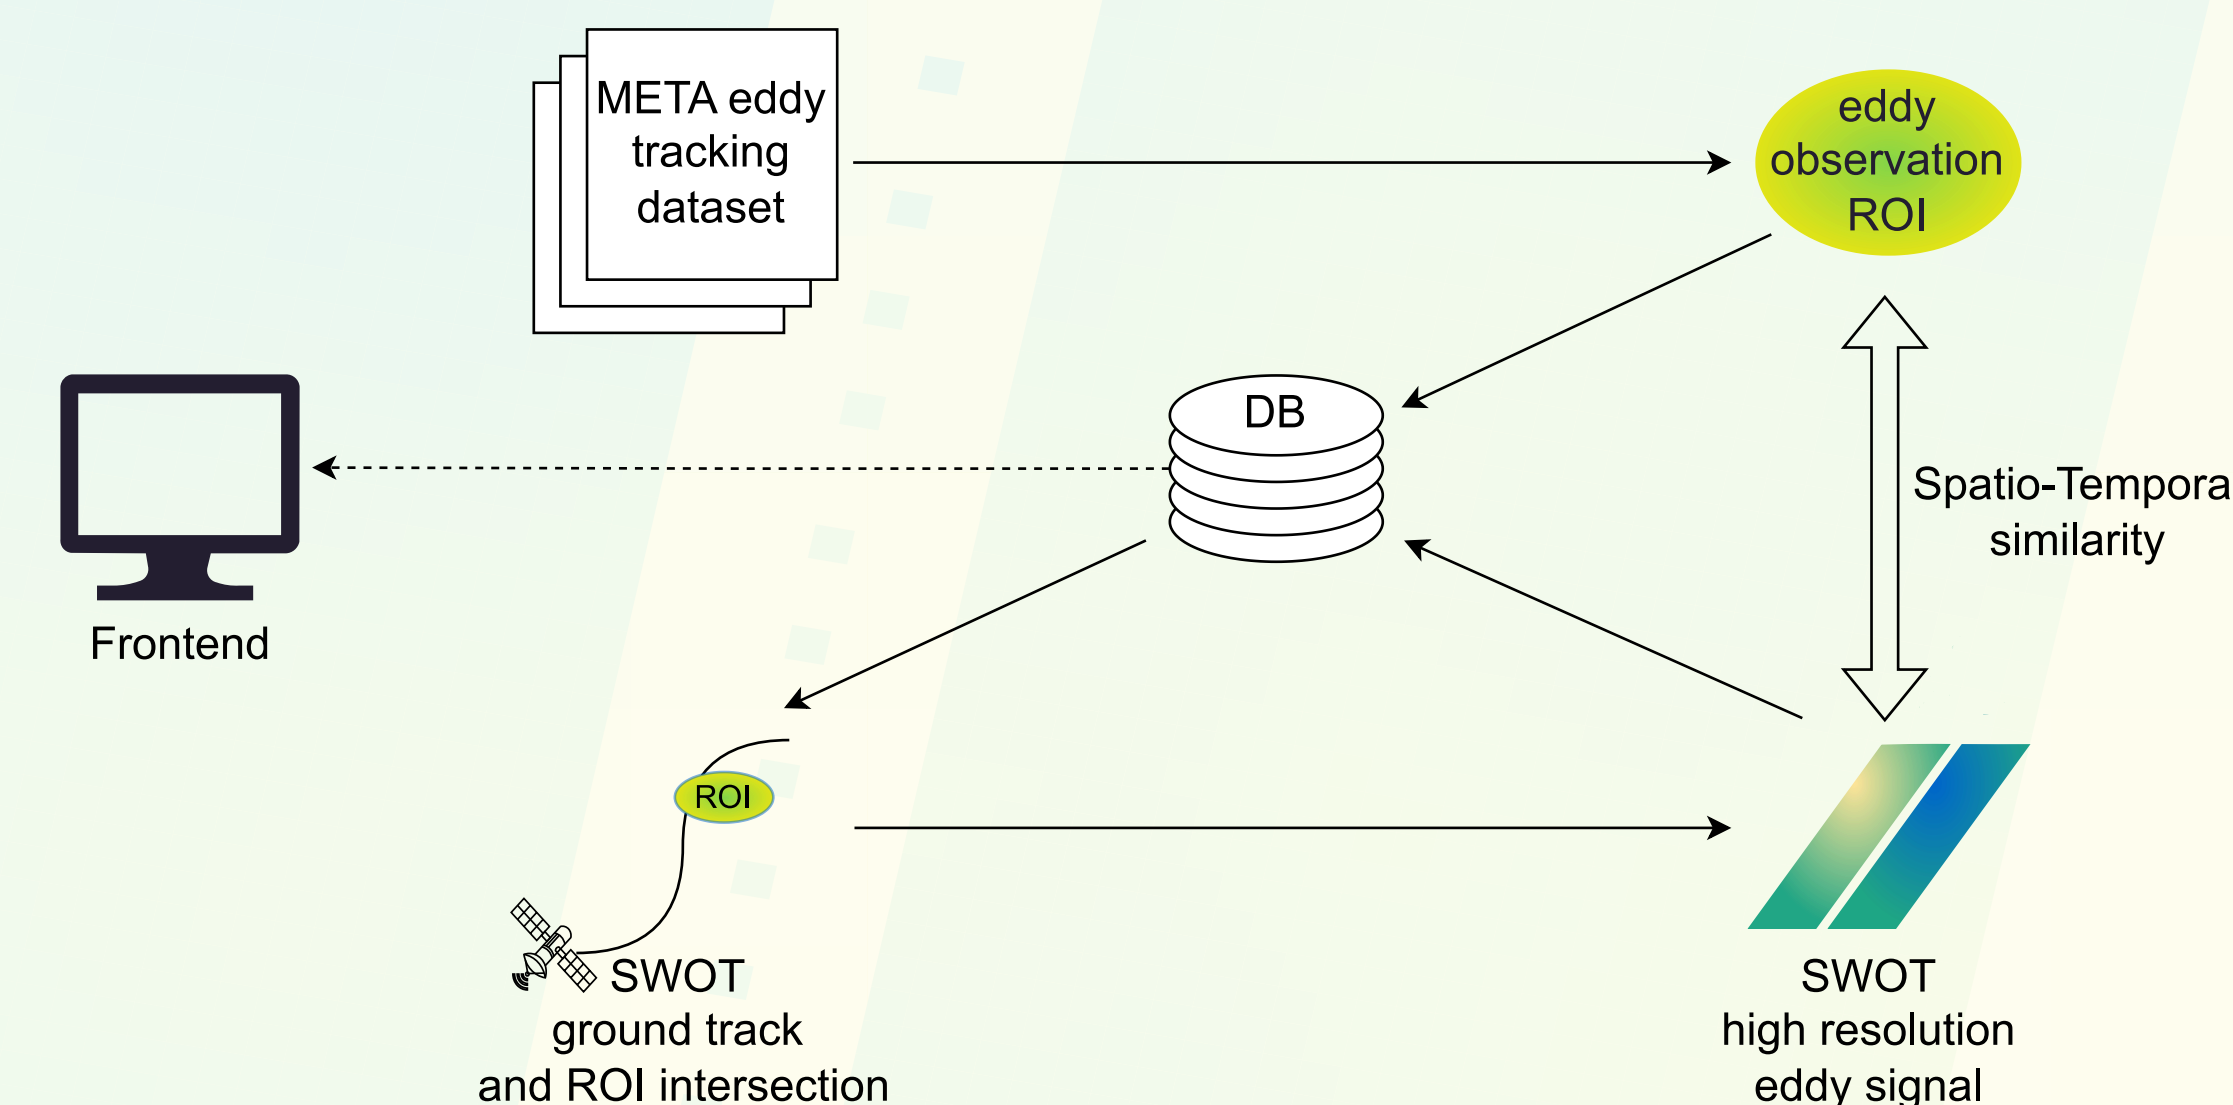 META eddy
tracking
dataset
eddy
observation
ROI
DB
Spatio-Tempora
similarity
Frontend
ROI
SWOT
ground track
and ROI intersection
SWOT
high resolution
eddy signal